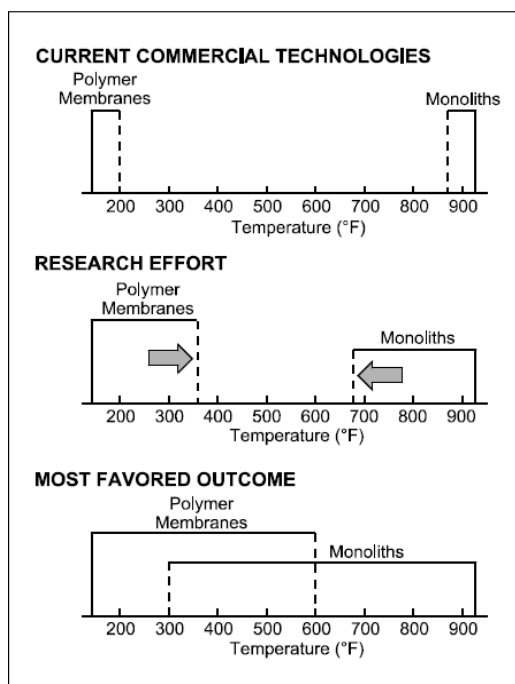 CURRENT COMMERCIAL TECHNOLOGIES
Polymer
Membranes
Monoliths
200 300 400 500 600 700 800 900
Temperature (°F)
RESEARCH EFFORT
Polymer
Membranes
Monoliths
200 300 400 500 600 700 800 900
Temperature (°F)
MOST FAVORED OUTCOME
Polymer
Membranes
Monoliths
200 300 400 500 600 700 800 900
Temperature (°F)